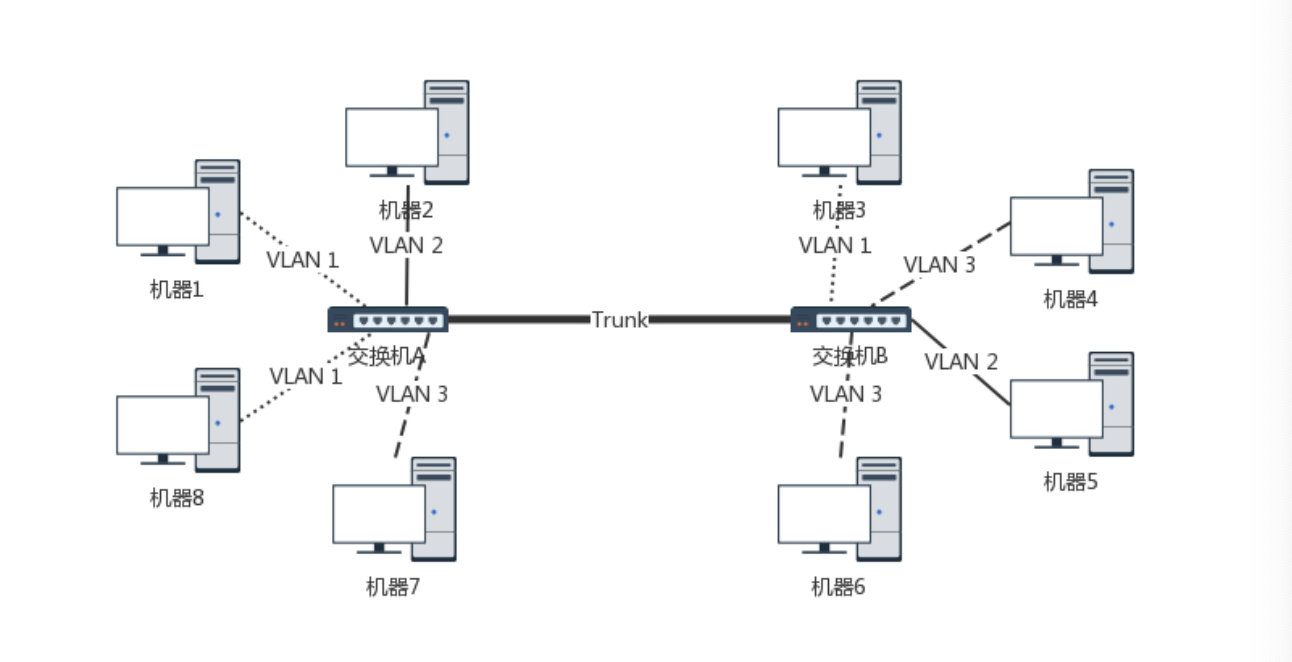 机器2
机器3
VLAN 2
VLAN 1
VLAN 1
VLAN 3
机器1
机器4
Trunk
交换机A
交换机B
VLAN 1
VLAN 2
VLAN 3
VLAN 3
机器8
机器5
机器7
机器6